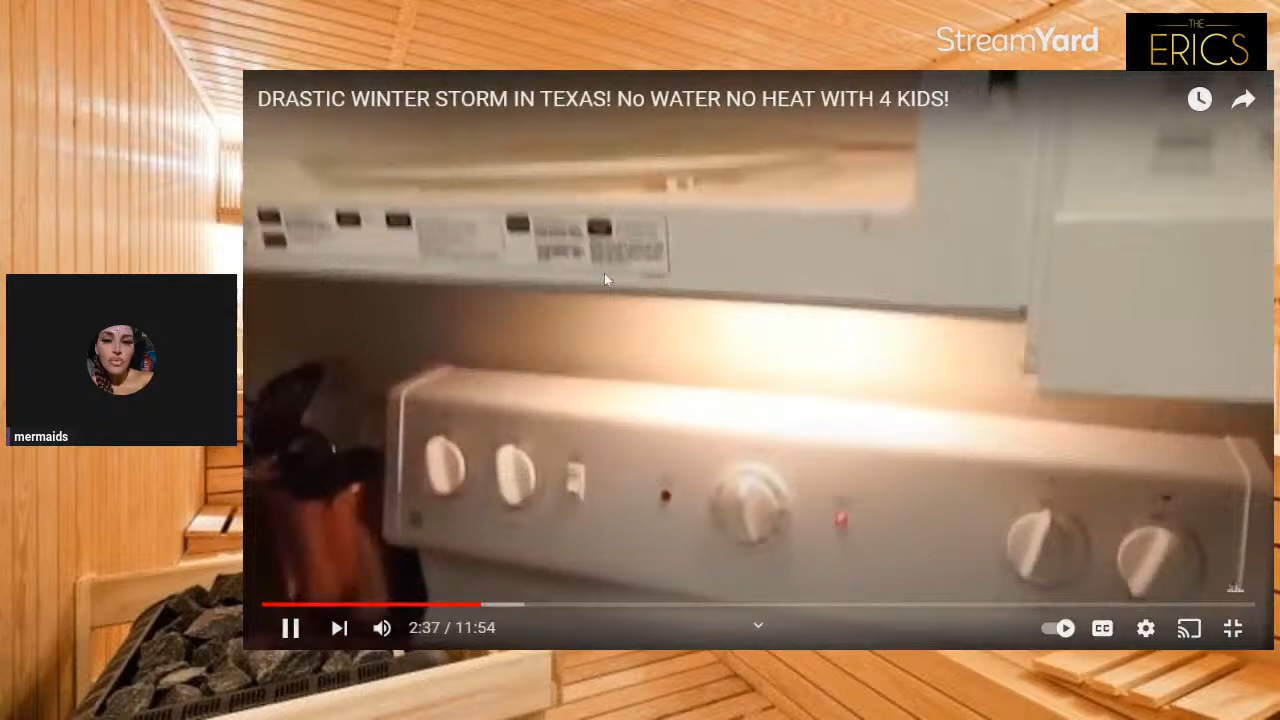 StreamYard
THE
ERICS
DRASTIC WINTER STORM IN TEXAS! No WATER NO HEAT WITH 4 KIDS!
mermaids
2:37 / 11:54
CC